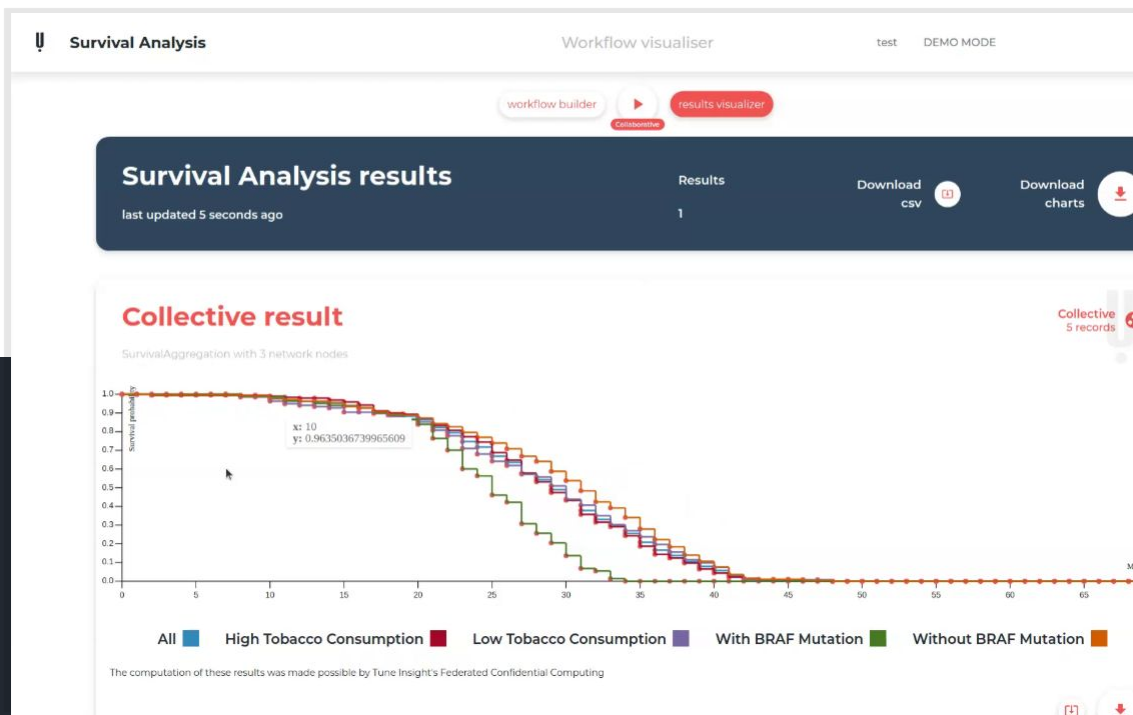 Survival Analysis
Workflow visualiser
test
DEMO MODE
workflow builder
results visualizer
Collaborative
Survival Analysis results
last updated 5 seconds ago
Results
1
Download
csv
Download
charts
Collective result
Collective
5 records
SurvivalAggregation with 3 network nodes
Survival probability
1.0
0.9
0.8
0.7
0.6
0.5
0.4
0.3
0.2
0.1
0.0
x: 10
y: 0.9635036739965609
M
0 5 10 15 20 25 30 35 40 45 50 55 60 65
All High Tobacco Consumption Low Tobacco Consumption With BRAF Mutation Without BRAF Mutation
The computation of these results was made possible by Tune Insight's Federated Confidential Computing